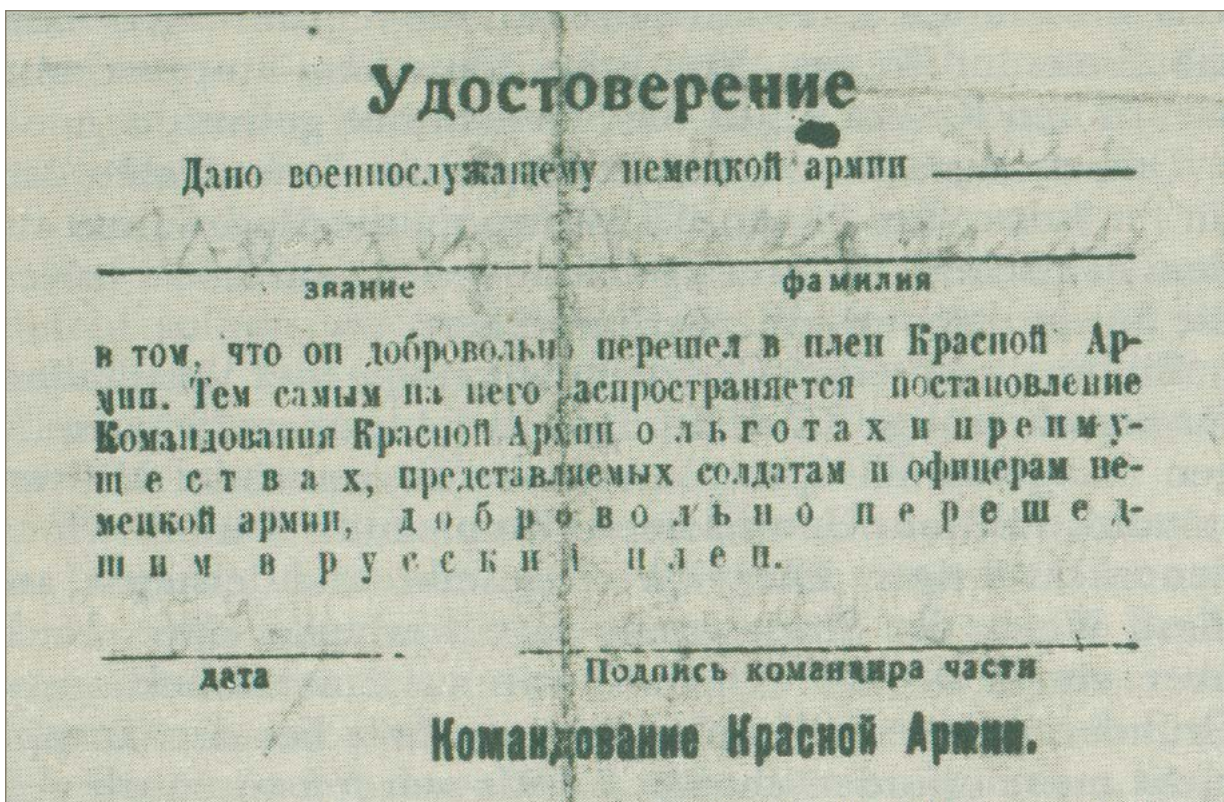 Удостоверение
Дано военнослужащему немецкой армии
звание фамилия
в том, что он добровольно перешел в плен Красной Ар-
мии. Тем самым на него распространяется постановление
Командования Красной Армии о льготах и преиму-
ществах, представляемых солдатам и офицерам не-
мецкой армии, добровольно перешед-
шим в русский плен.
дата Подпись командира части
Командование Красной Армии.